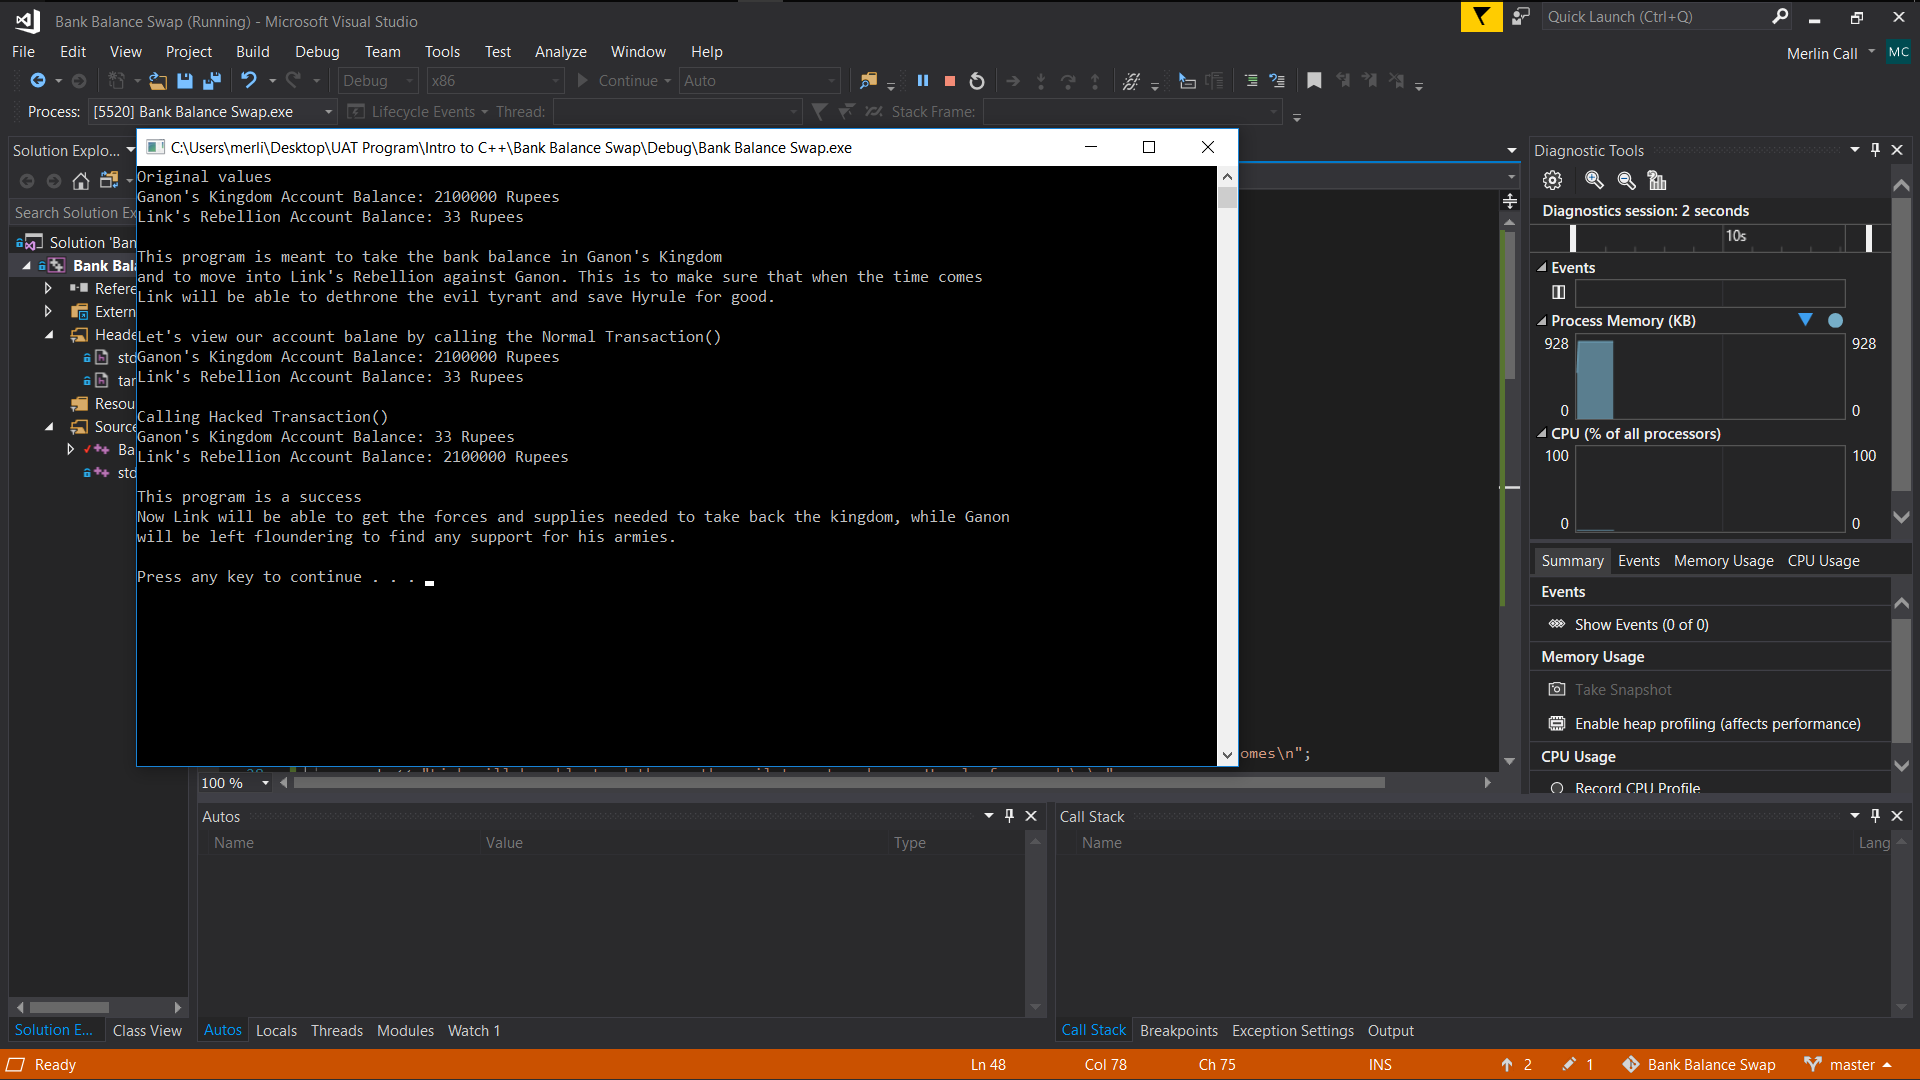 Bank Balance Swap (Running) - Microsoft Visual Studio
Quick Launch (Ctrl+Q)
File Edit View Project Build Debug Team Tools Test Analyze Window Help
Merlin Call MC
Debug x86 Continue Auto
Process: [5520] Bank Balance Swap.exe Lifecycle Events Thread: Stack Frame:
Solution Explo...
Search Solution Ex
Solution 'Ban
Bank Bala
Refere
Extern
Heade
std
tar
Resou
Source
Ba
std
C:\Users\merli\Desktop\UAT Program\Intro to C++\Bank Balance Swap\Debug\Bank Balance Swap.exe
Original values
Ganon's Kingdom Account Balance: 2100000 Rupees
Link's Rebellion Account Balance: 33 Rupees
This program is meant to take the bank balance in Ganon's Kingdom
and to move into Link's Rebellion against Ganon. This is to make sure that when the time comes
Link will be able to dethrone the evil tyrant and save Hyrule for good.
Let's view our account balane by calling the Normal Transaction()
Ganon's Kingdom Account Balance: 2100000 Rupees
Link's Rebellion Account Balance: 33 Rupees
Calling Hacked Transaction()
Ganon's Kingdom Account Balance: 33 Rupees
Link's Rebellion Account Balance: 2100000 Rupees
This program is a success
Now Link will be able to get the forces and supplies needed to take back the kingdom, while Ganon
will be left floundering to find any support for his armies.
Press any key to continue . . .
omes\n";
100 %
Diagnostic Tools
Diagnostics session: 2 seconds
10s
Events
Process Memory (KB)
928 928
0 0
CPU (% of all processors)
100 100
0 0
Summary Events Memory Usage CPU Usage
Events
Show Events (0 of 0)
Memory Usage
Take Snapshot
Enable heap profiling (affects performance)
CPU Usage
Record CPU Profile
Autos
Name Value Type
Call Stack
Name Lang
Solution E... Class View
Autos Locals Threads Modules Watch 1
Call Stack Breakpoints Exception Settings Output
Ready Ln 48 Col 78 Ch 75 INS 2 1 Bank Balance Swap master